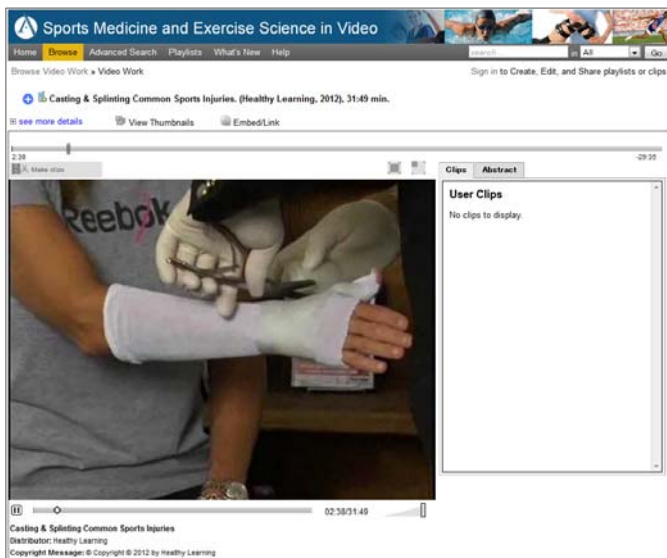 Sports Medicine and Exercise Science in Video
Home Browse Advanced Search Playlists What's New Help search... in All Go
Browse Video Work » Video Work Sign in to Create, Edit, and Share playlists or clips
Casting & Splinting Common Sports Injuries. (Healthy Learning, 2012), 31:49 min.
see more details View Thumbnails Embed/Link
2:38 -29:35
Make clips
Clips Abstract
User Clips
No clips to display.
Reebok
02:38/31:49
Casting & Splinting Common Sports Injuries
Distributor: Healthy Learning
Copyright Message: © Copyright © 2012 by Healthy Learning